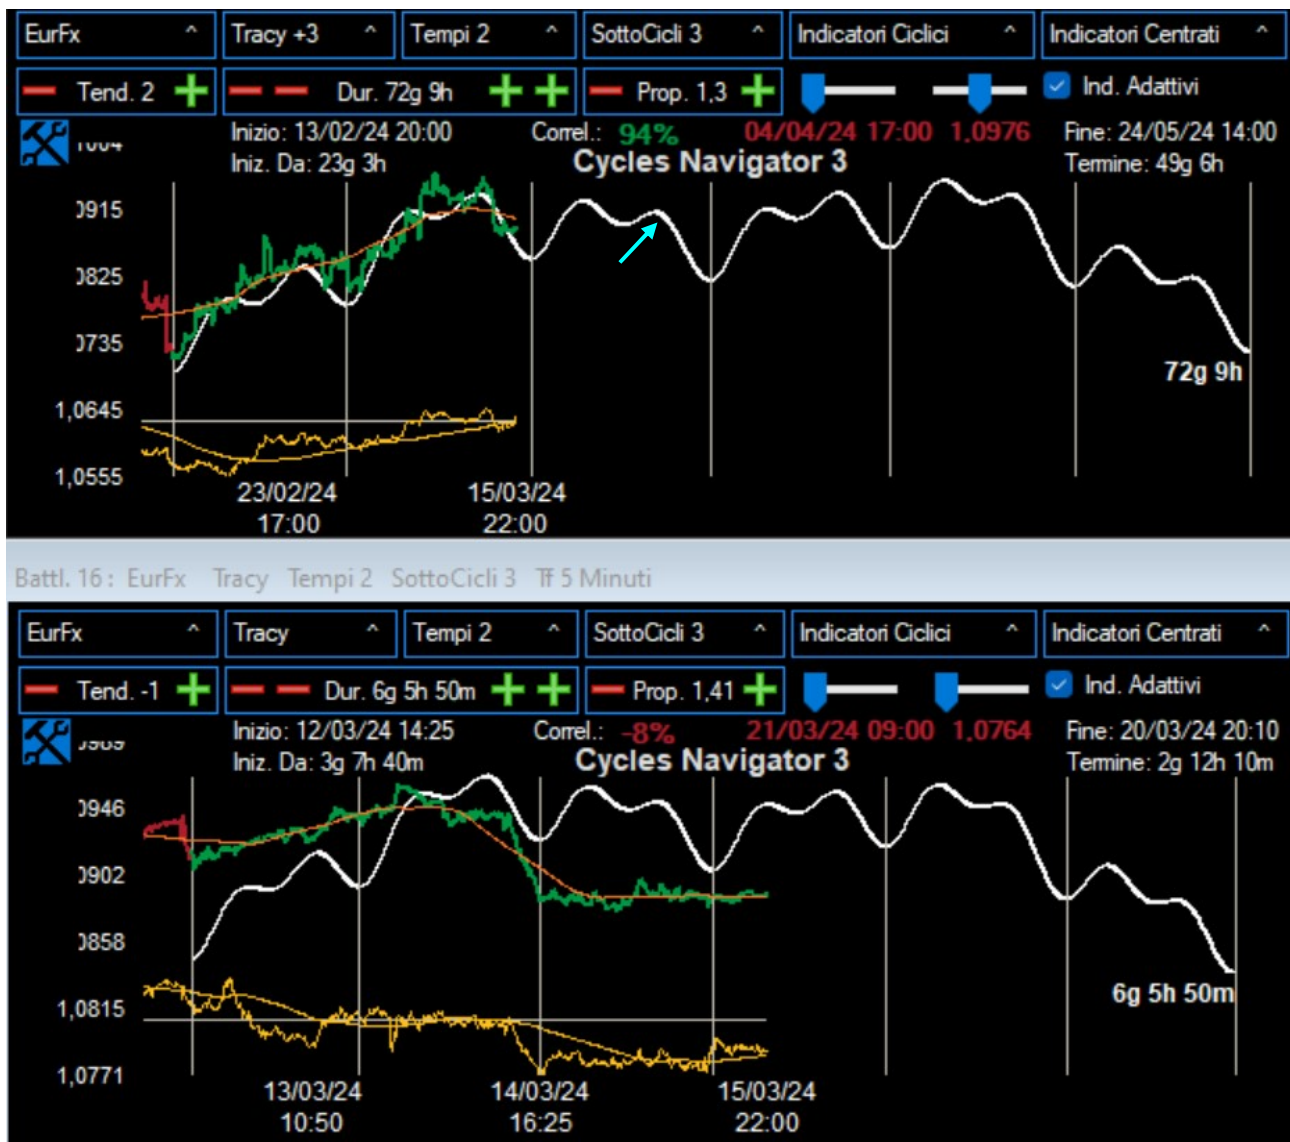 EurFx ^ Tracy +3 ^ Tempi 2 ^ SottoCicli 3 ^ Indicatori Ciclici ^ Indicatori Centrati ^
Tend. 2 Dur. 72g 9h Prop. 1,3 Ind. Adattivi
Inizio: 13/02/24 20:00 Correl.: 94% 04/04/24 17:00 1,0976 Fine: 24/05/24 14:00
Iniz. Da: 23g 3h Cycles Navigator 3 Termine: 49g 6h
0915
0825
0735
72g 9h
1,0645
1,0555
23/02/24 15/03/24
17:00 22:00
Battl. 16 : EurFx Tracy Tempi 2 SottoCicli 3 Tf 5 Minuti
EurFx ^ Tracy ^ Tempi 2 ^ SottoCicli 3 ^ Indicatori Ciclici ^ Indicatori Centrati ^
Tend. -1 Dur. 6g 5h 50m Prop. 1,41 Ind. Adattivi
Inizio: 12/03/24 14:25 Correl.: -8% 21/03/24 09:00 1,0764 Fine: 20/03/24 20:10
Iniz. Da: 3g 7h 40m Cycles Navigator 3 Termine: 2g 12h 10m
0946
0902
0858
6g 5h 50m
1,0815
1,0771
13/03/24 14/03/24 15/03/24
10:50 16:25 22:00